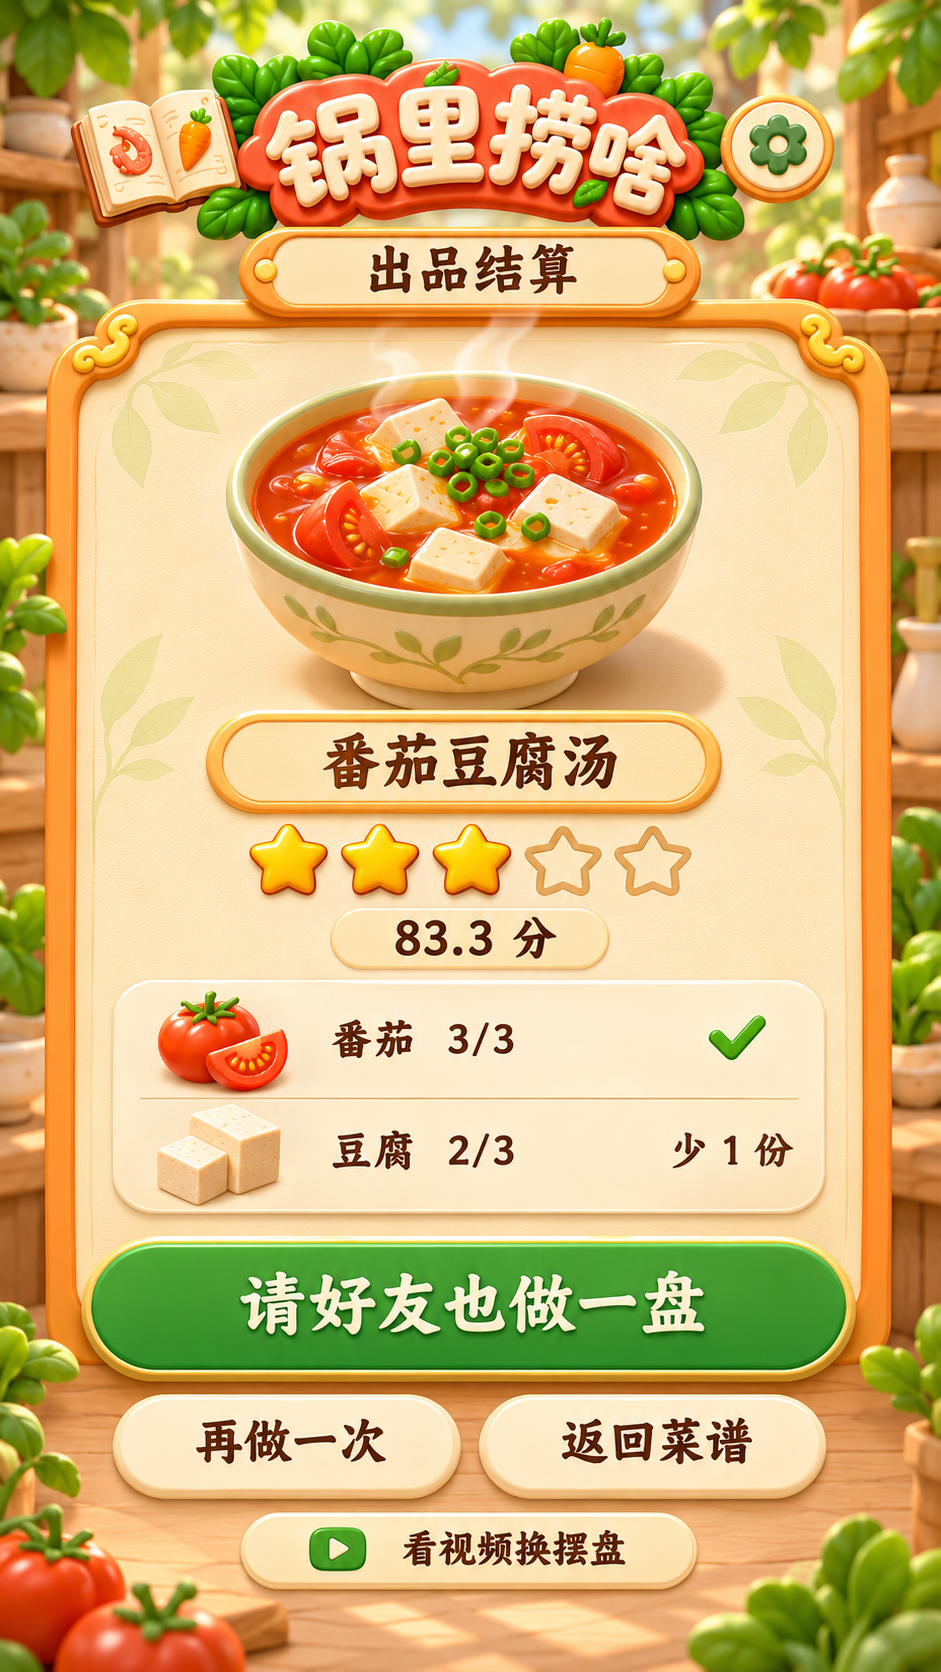 锅里捞啥
出品结算
番茄豆腐汤
83.3 分
番茄 3/3
豆腐 2/3 少 1 份
请好友也做一盘
再做一次 返回菜谱
看视频换摆盘